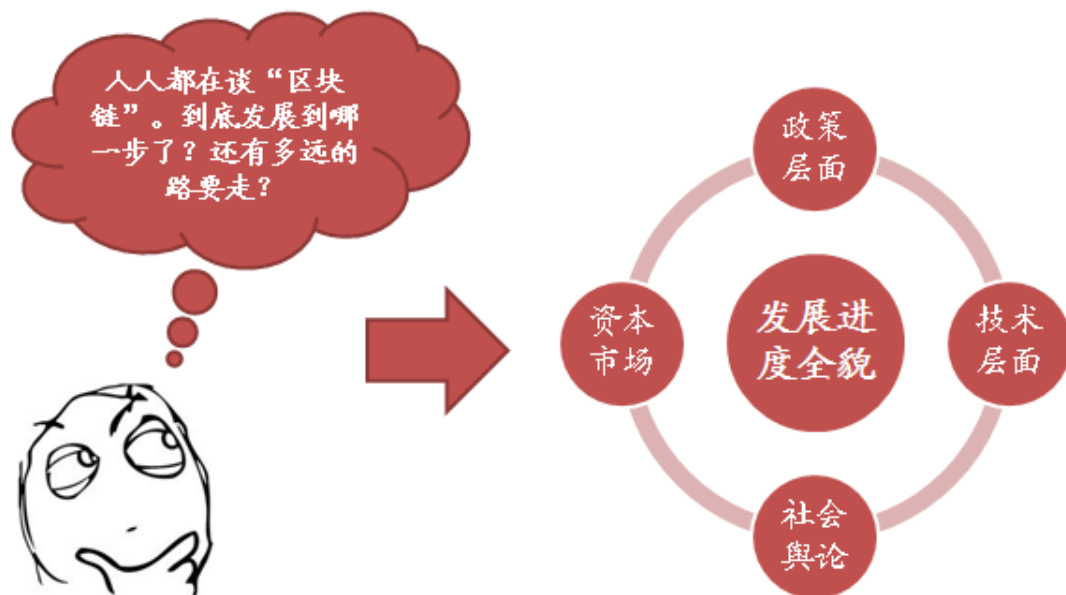 人人都在谈“区块
链”。到底发展到哪
一步了？还有多远的
路要走？
政策
层面
资本
市场
发展进
度全貌
技术
层面
社会
舆论